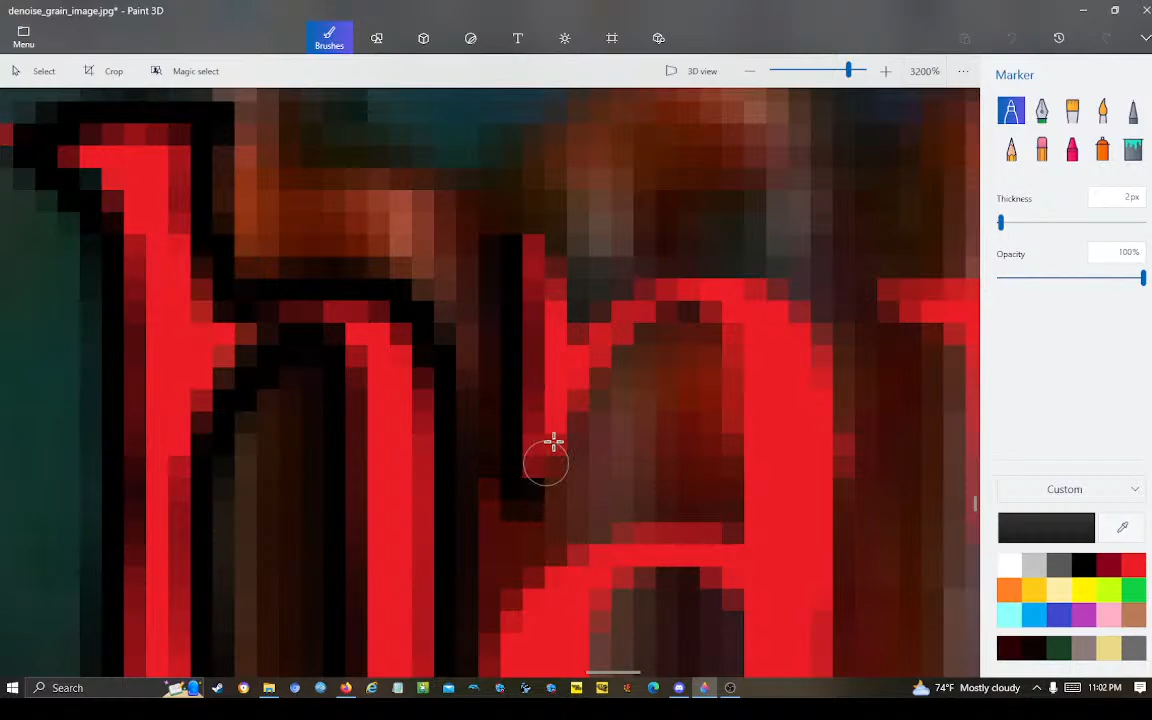 denoise_grain_image.jpg* - Paint 3D
Menu
Brushes
T
Select
Crop
Magic select
3D view
3200%
Marker
Thickness
2px
Opacity
100%
Custom
ha
Search
74°F Mostly cloudy
11:02 PM